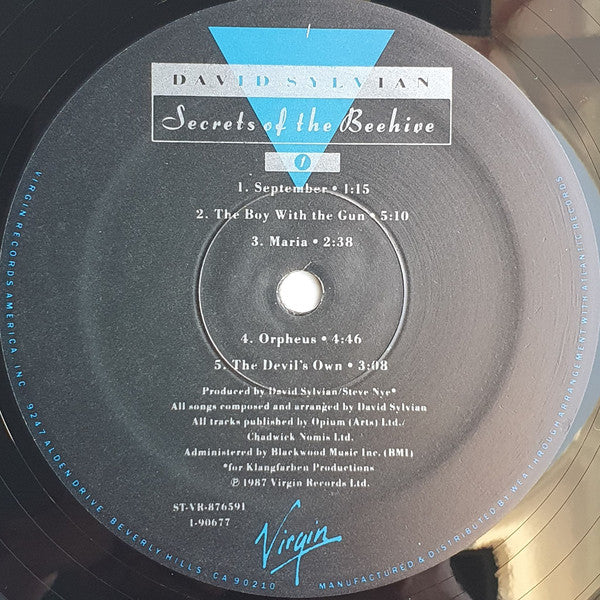 DAVID SYLVIAN
Secrets of the Beehive
1
1. September • 1:15
2. The Boy With the Gun • 5:10
3. Maria • 2:38
4. Orpheus • 4:46
5. The Devil's Own • 3:08
Produced by David Sylvian/Steve Nye*
All songs composed and arranged by David Sylvian
All tracks published by Opium (Arts) Ltd./
Chadwick Nomis Ltd.
Administered by Blackwood Music Inc. (BMI)
*for Klangfarben Productions
℗ 1987 Virgin Records Ltd.
ST-VR-876591
1-90677
Virgin
VIRGIN RECORDS AMERICA, INC. 9247 ALDEN DRIVE, BEVERLY HILLS, CA 90210
MANUFACTURED & DISTRIBUTED BY WEA THROUGH ARRANGEMENT WITH ATLANTIC RECORDS